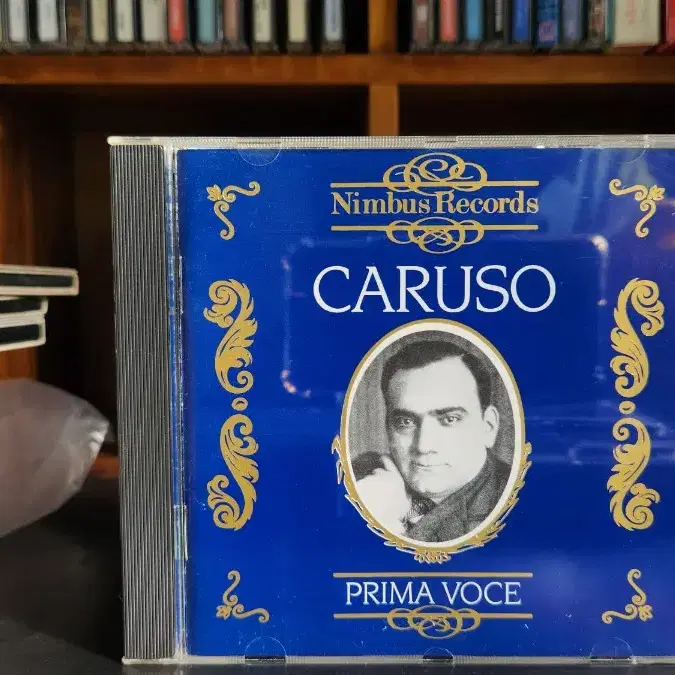 Nimbus Records
CARUSO
PRIMA VOCE